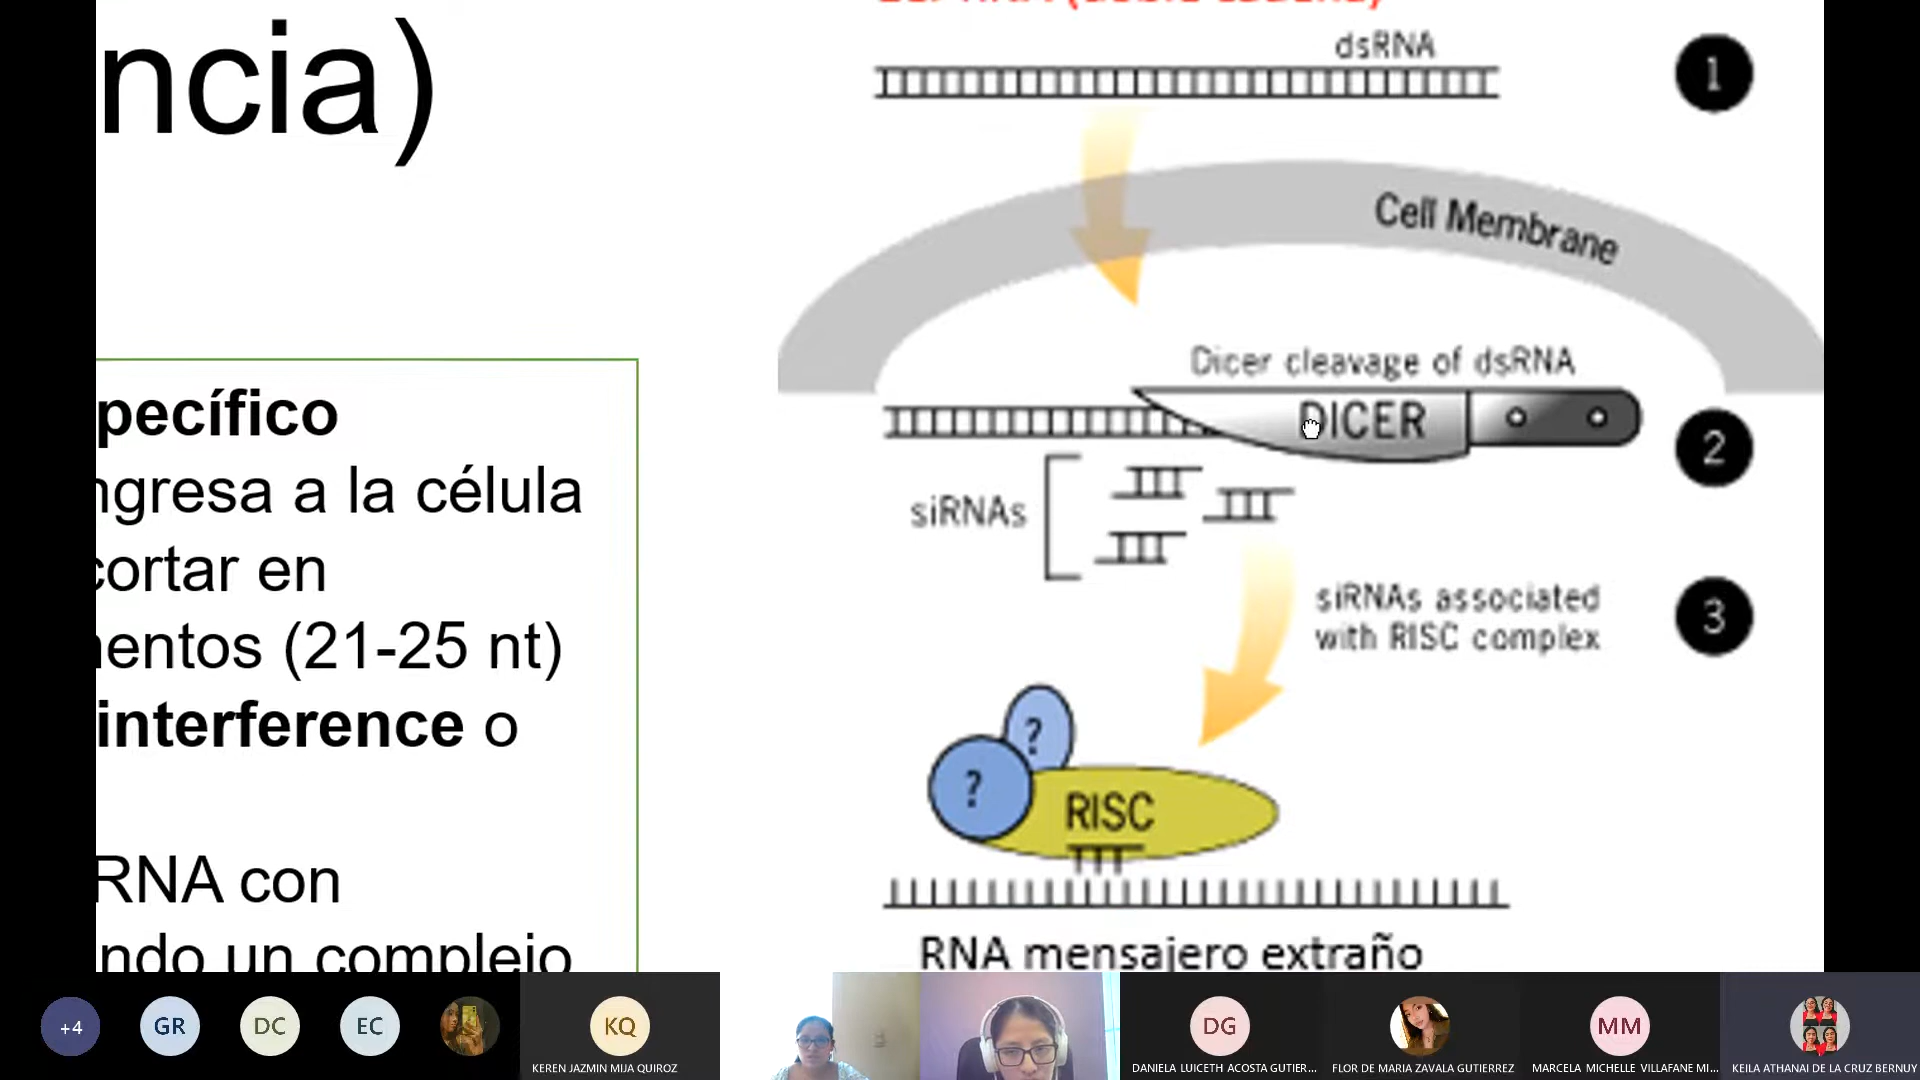 ncia)
dsRNA
1
Cell Membrane
Dicer cleavage of dsRNA
DICER
2
siRNAs
siRNAs associated
with RISC complex
3
?
?
RISC
RNA mensajero extraño
pecífico
ngresa a la célula
cortar en
entos (21-25 nt)
interference o
RNA con
ndo un complejo
+4
GR
DC
EC
KQ
KEREN JAZMIN MIJA QUIROZ
DG
DANIELA LUICETH ACOSTA GUTIER...
FLOR DE MARIA ZAVALA GUTIERREZ
MM
MARCELA MICHELLE VILLAFANE MI...
KEILA ATHANAI DE LA CRUZ BERNUY